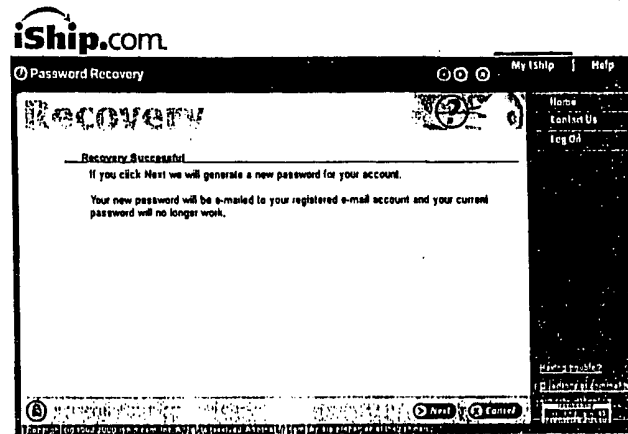 iShip.com
My iShip | Help
Password Recovery
Home
Contact Us
Recovery
Recovery Successful
If you click Next we will generate a new password for your account.
Your new password will be e-mailed to your registered e-mail account and your current
password will no longer work.
Having trouble?
Next Cancel